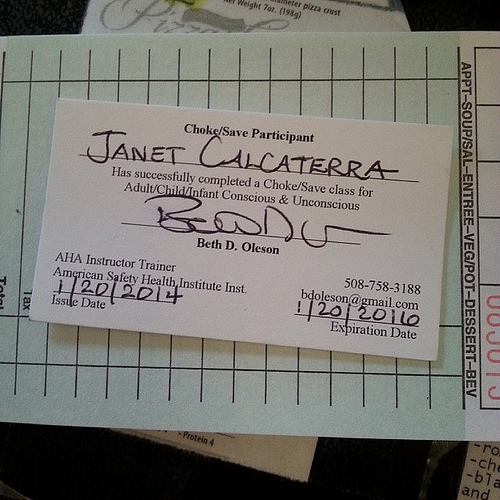 diameter pizza crust
Net Weight 7oz. (198g)
Choke/Save Participant
JANET CALCATERRA
Has successfully completed a Choke/Save class for
Adult/Child/Infant Conscious & Unconscious
Beth D. Oleson
AHA Instructor Trainer
American Safety Health Institute Inst.
1/20/2014
Issue Date
508-758-3188
bdoleson@gmail.com
1/20/2016
Expiration Date
APPT-SOUP/SAL-ENTREE-VEG/POT-DESSERT-BEV
Tax
Total
- Protein 4
and